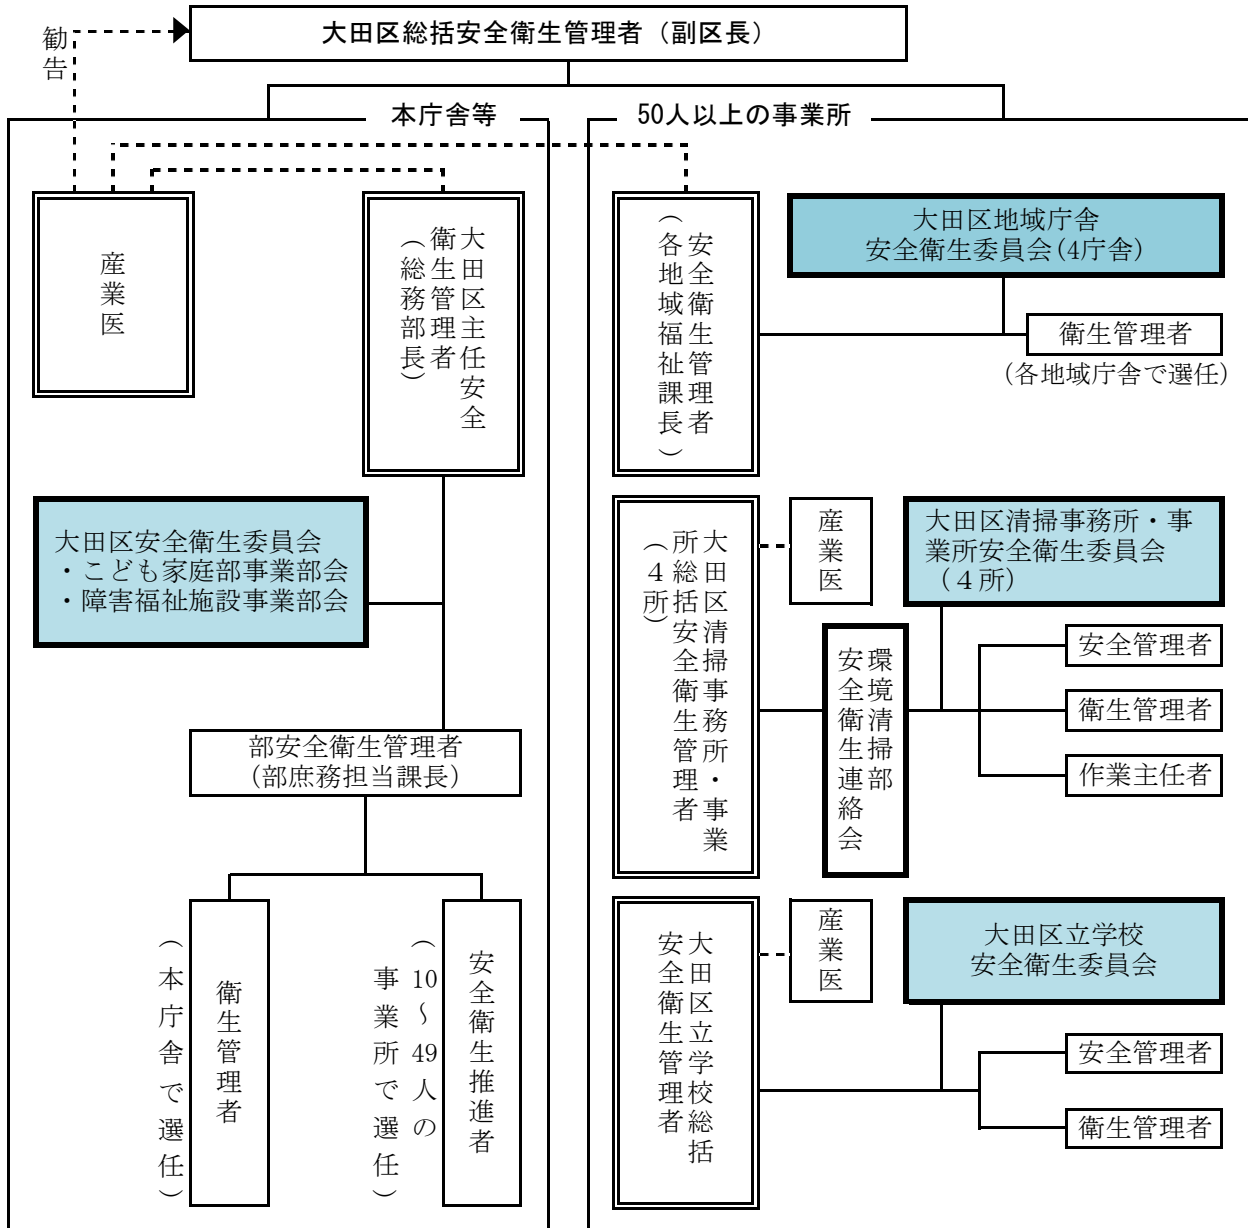 大田区総括安全衛生管理者（副区長）
勧告
本庁舎等
50人以上の事業所
産業医
大田区主任安全
衛生管理者
（総務部長）
安全衛生管理者
（各地域福祉課長）
大田区地域庁舎
安全衛生委員会(4庁舎)
衛生管理者
(各地域庁舎で選任)
大田区安全衛生委員会
・こども家庭部事業部会
・障害福祉施設事業部会
大田区清掃事務所・事業
所総括安全衛生管理者
（４所）
産業医
大田区清掃事務所・事
業所安全衛生委員会
（４所）
環境清掃部
安全衛生連絡会
安全管理者
衛生管理者
作業主任者
部安全衛生管理者
(部庶務担当課長)
衛生管理者
（本庁舎で選任）
安全衛生推進者
（10～49人の
事業所で選任）
大田区立学校総括
安全衛生管理者
産業医
大田区立学校
安全衛生委員会
安全管理者
衛生管理者